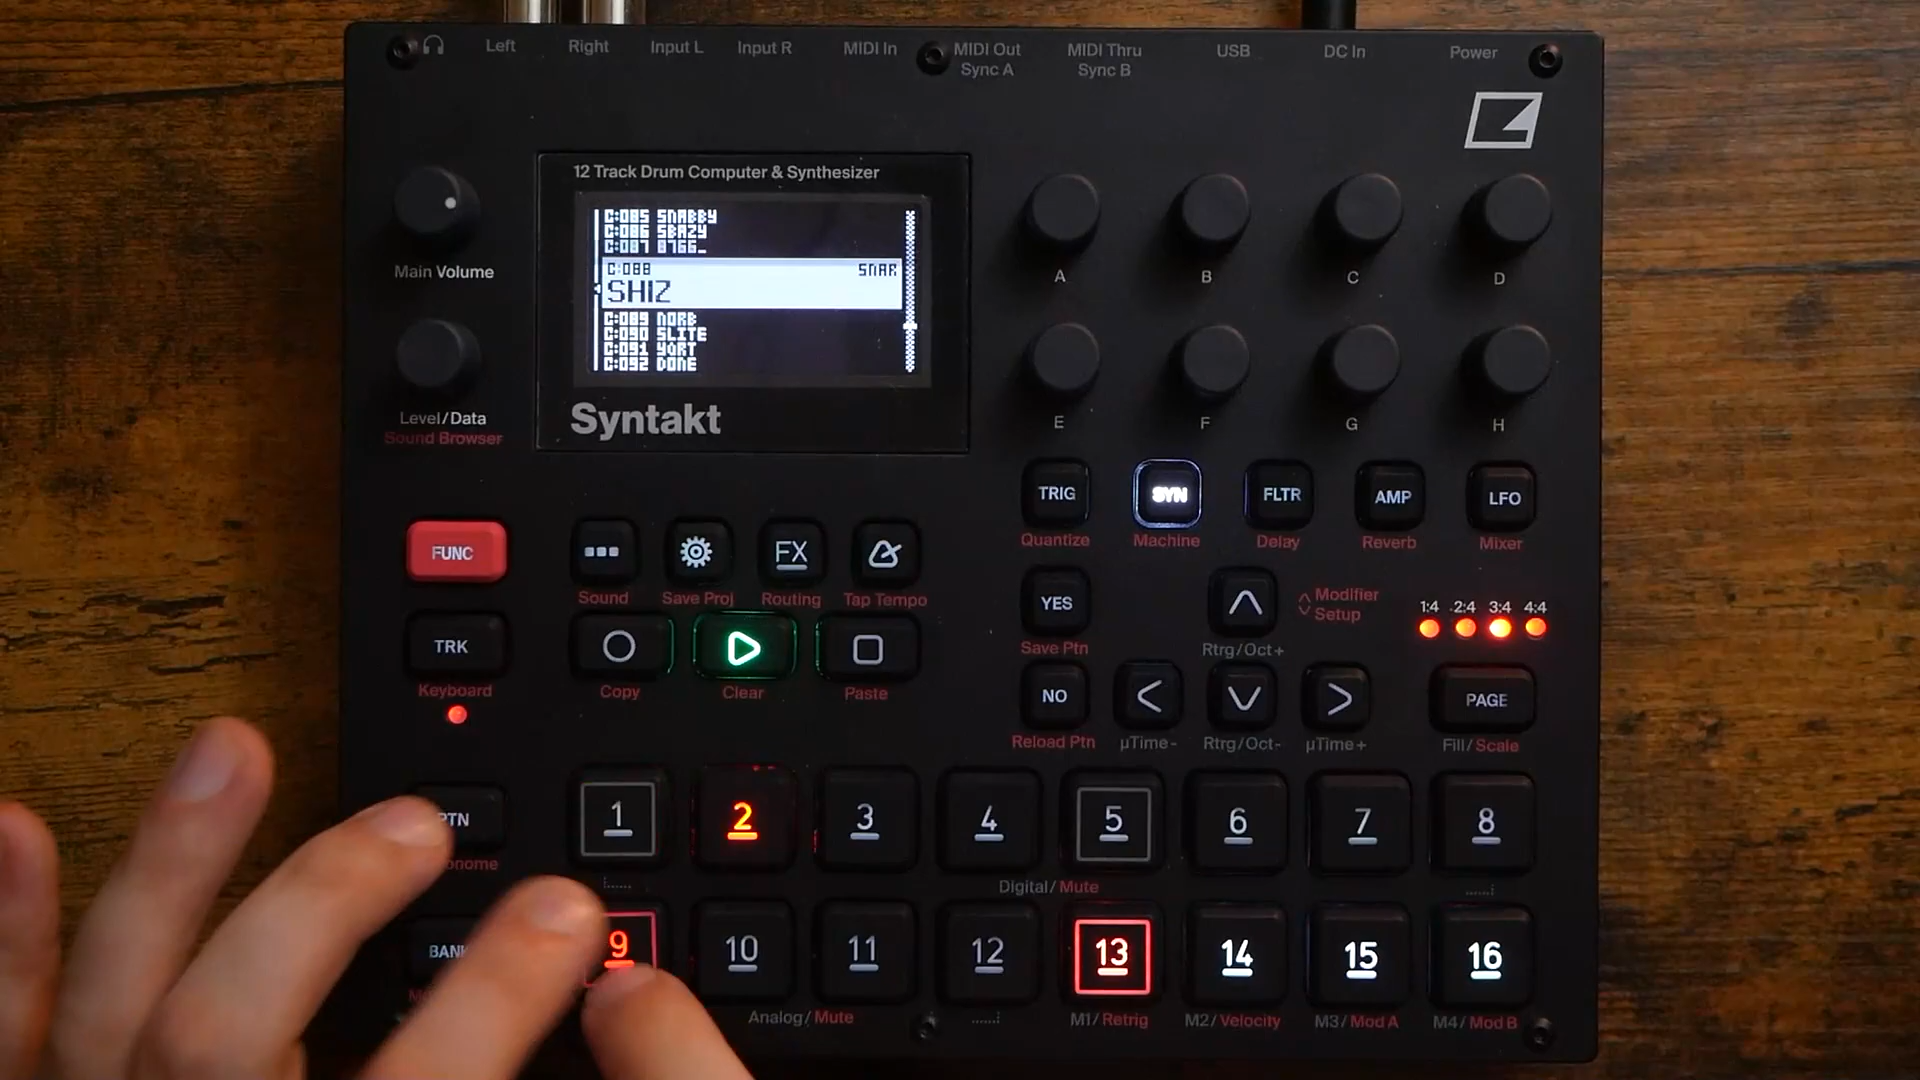 Left Right Input L Input R MIDI In MIDI Out MIDI Thru USB DC In Power
Sync A Sync B
12 Track Drum Computer & Synthesizer
C:085 SNABBY
C:086 SBAZY
C:087 8766_
C:088 SNAR
SHIZ
C:089 NORB
C:090 SLITE
C:091 YORT
C:092 DONE
Syntakt
Main Volume
Level/Data
Sound Browser
A B C D
E F G H
TRIG SYN FLTR AMP LFO
Quantize Machine Delay Reverb Mixer
FUNC FX
Sound Save Proj Routing Tap Tempo
YES
Modifier
Setup
1:4 2:4 3:4 4:4
TRK
Save Ptn Rtrg/Oct+
Keyboard Copy Clear Paste
NO PAGE
Reload Ptn µTime- Rtrg/Oct- µTime+ Fill/Scale
PTN 1 2 3 4 5 6 7 8
onome
Digital/Mute
BANK 9 10 11 12 13 14 15 16
Analog/Mute M1/Retrig M2/Velocity M3/Mod A M4/Mod B